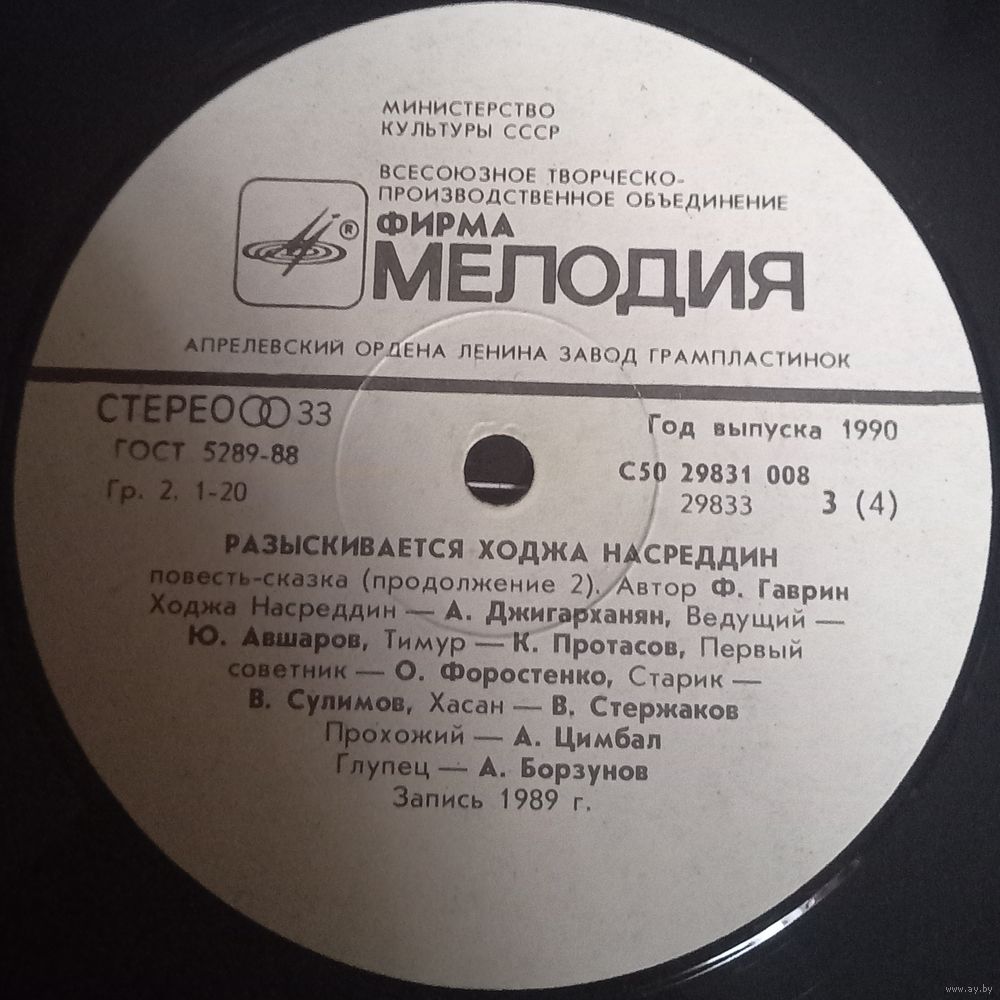 МИНИСТЕРСТВО
КУЛЬТУРЫ СССР
ВСЕСОЮЗНОЕ ТВОРЧЕСКО-
ПРОИЗВОДСТВЕННОЕ ОБЪЕДИНЕНИЕ
ФИРМА
®
МЕЛОДИЯ
АПРЕЛЕВСКИЙ ОРДЕНА ЛЕНИНА ЗАВОД ГРАМПЛАСТИНОК
СТЕРЕО 33
ГОСТ 5289-88
Гр. 2. 1-20
Год выпуска 1990
С50 29831 008
29833 3 (4)
РАЗЫСКИВАЕТСЯ ХОДЖА НАСРЕДДИН
повесть-сказка (продолжение 2). Автор Ф. Гаврин
Ходжа Насреддин — А. Джигарханян, Ведущий —
Ю. Авшаров, Тимур — К. Протасов, Первый
советник — О. Форостенко, Старик —
В. Сулимов, Хасан — В. Стержаков
Прохожий — А. Цимбал
Глупец — А. Борзунов
Запись 1989 г.
www.ay.by